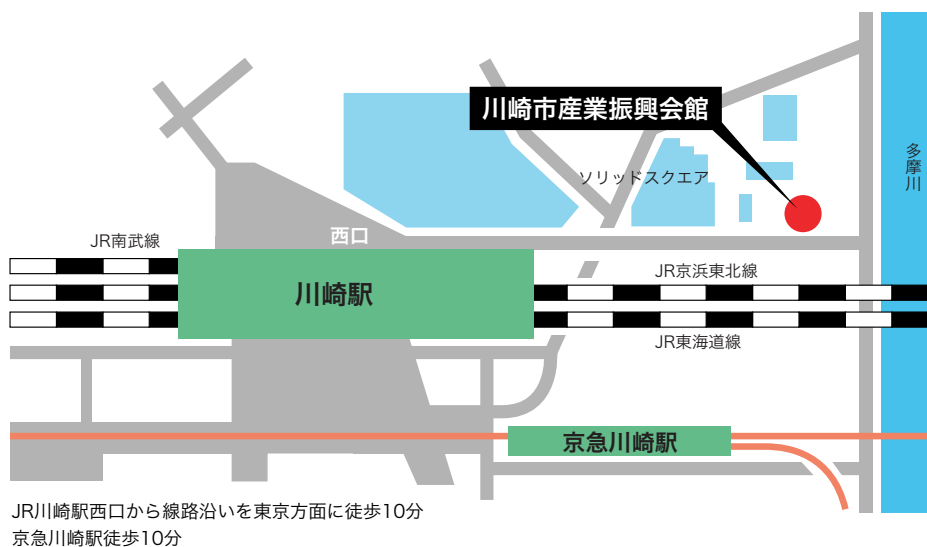 川崎市産業振興会館
多摩川
ソリッドスクエア
西口
JR南武線
川崎駅
JR京浜東北線
JR東海道線
京急川崎駅
JR川崎駅西口から線路沿いを東京方面に徒歩10分
京急川崎駅徒歩10分